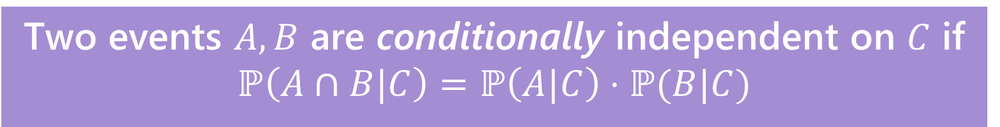 Two events A, B are conditionally independent on C if
ℙ(A ∩ B|C) = ℙ(A|C) · ℙ(B|C)